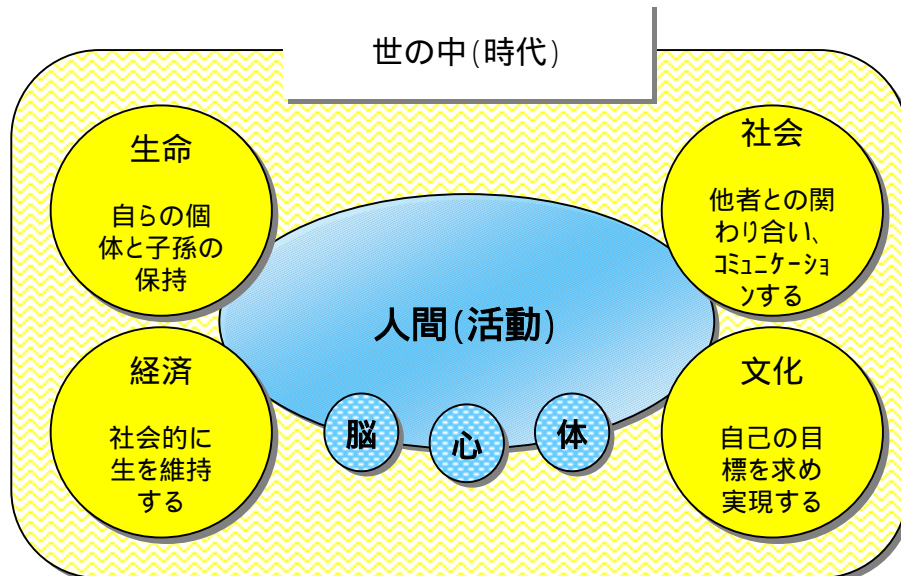 世の中(時代)
生命
自らの個
体と子孫の
保持
社会
他者との関
わり合い、
ｺﾐｭﾆｹｰｼｮ
ﾝする
人間(活動)
経済
社会的に
生を維持
する
文化
自己の目
標を求め
実現する
脳
心
体